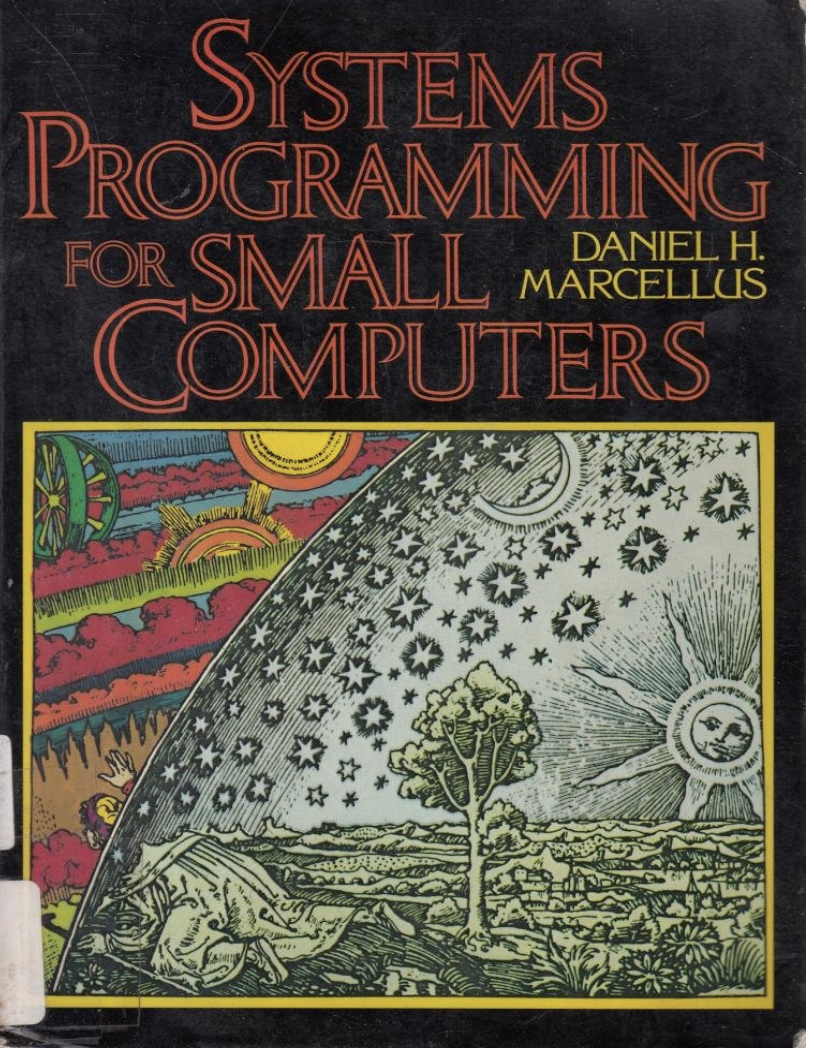 SYSTEMS
PROGRAMMING
FOR SMALL
COMPUTERS
DANIEL H.
MARCELLUS